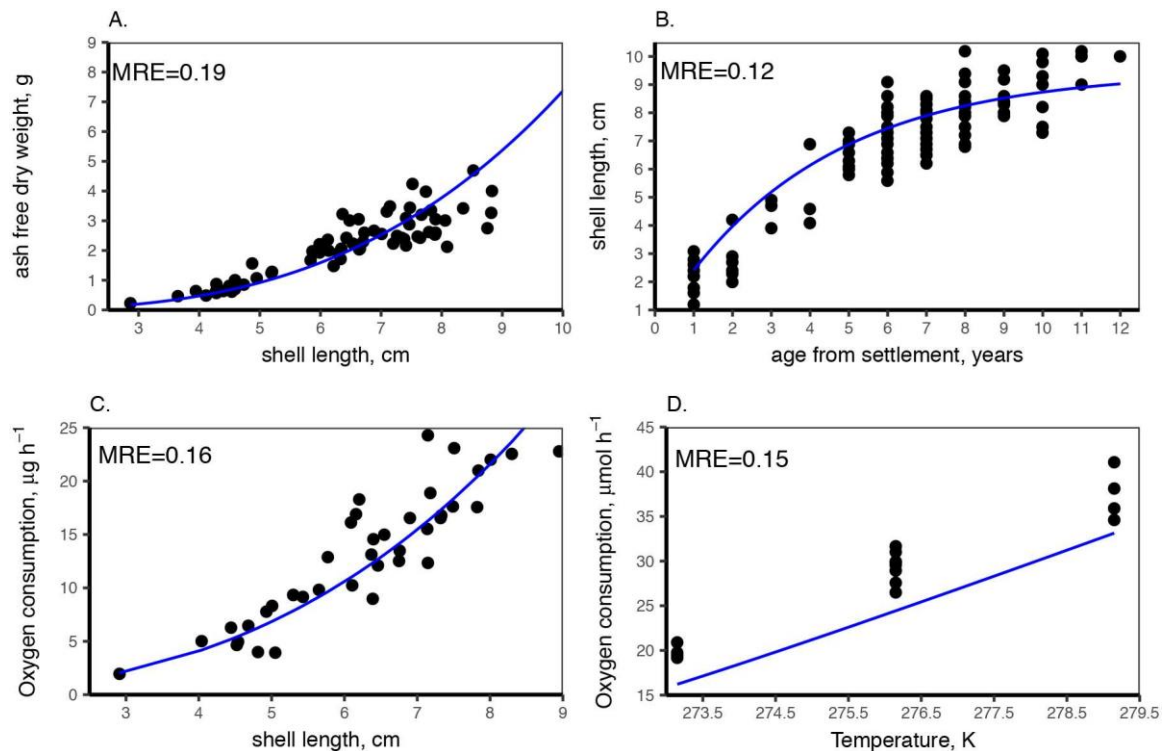 A.
MRE=0.19
ash free dry weight, g
9
8
7
6
5
4
3
2
1
0
3 4 5 6 7 8 9 10
shell length, cm
B.
MRE=0.12
shell length, cm
10
9
8
7
6
5
4
3
2
1
0 1 2 3 4 5 6 7 8 9 10 11 12
age from settlement, years
C.
MRE=0.16
Oxygen consumption, µg h⁻¹
25
20
15
10
5
0
3 4 5 6 7 8 9
shell length, cm
D.
MRE=0.15
Oxygen consumption, µmol h⁻¹
45
40
35
30
25
20
15
273.5 274.5 275.5 276.5 277.5 278.5 279.5
Temperature, K